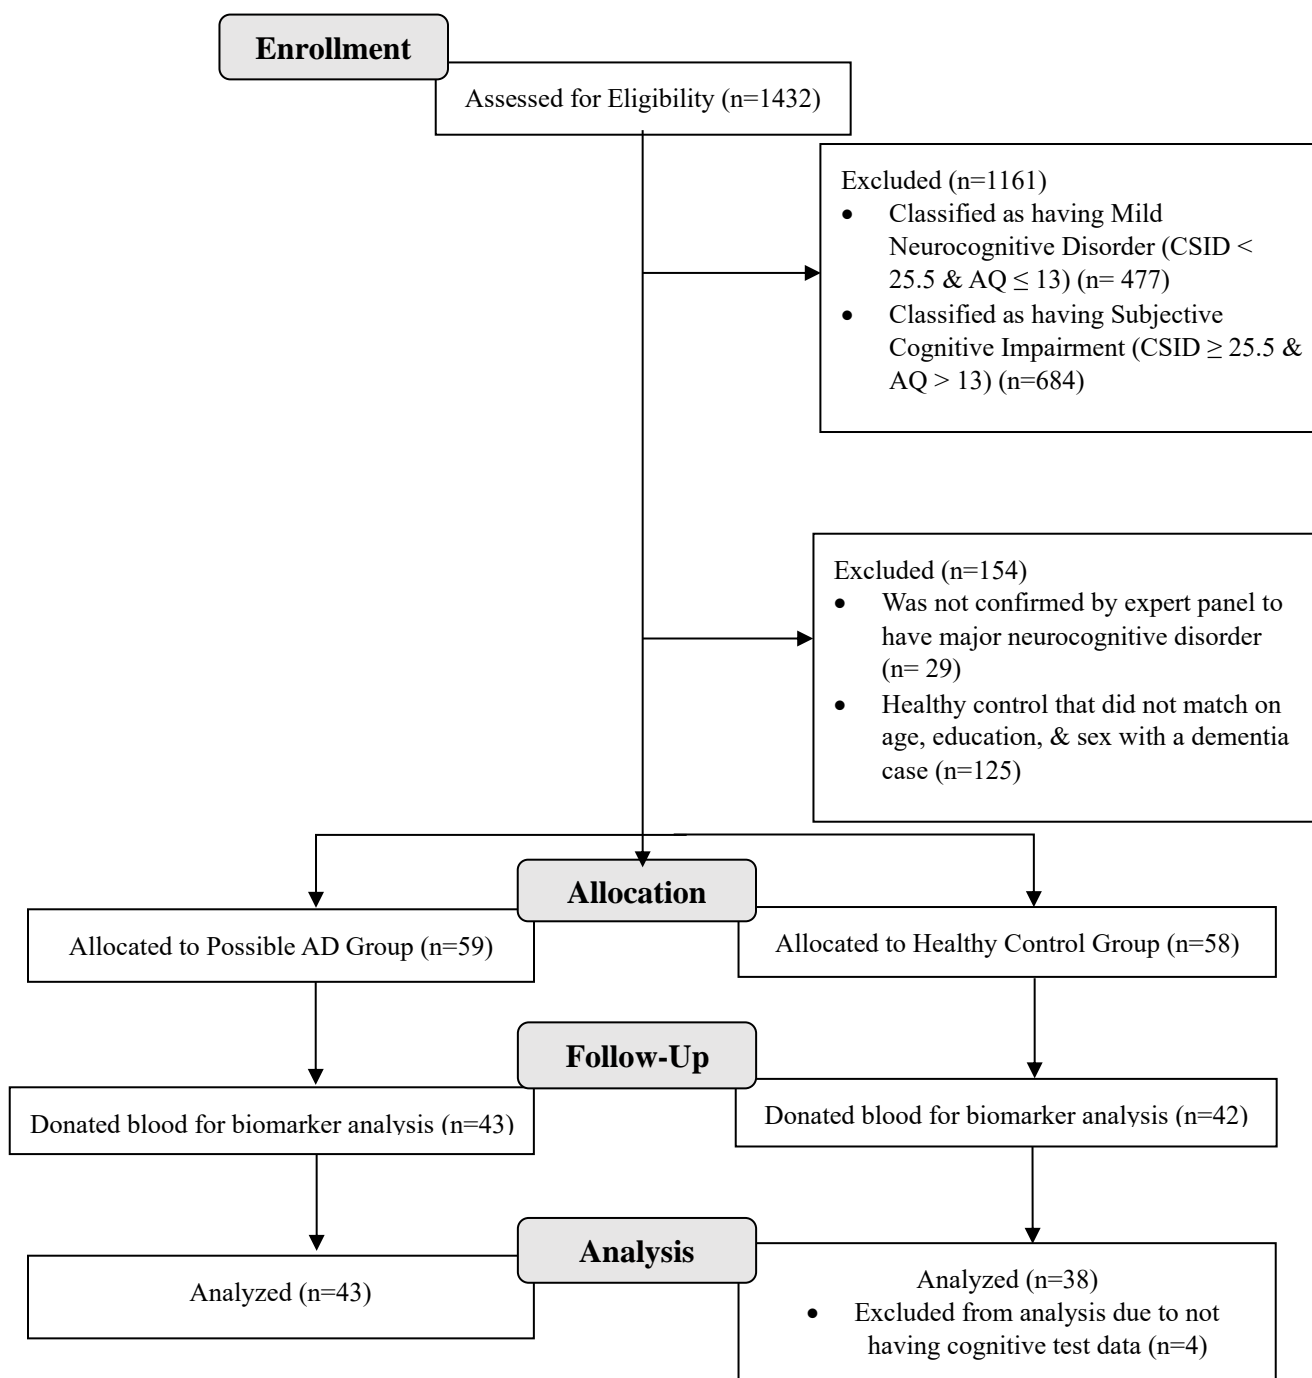 Enrollment
Assessed for Eligibility (n=1432)
Excluded (n=1161)
• Classified as having Mild
Neurocognitive Disorder (CSID <
25.5 & AQ ≤ 13) (n= 477)
• Classified as having Subjective
Cognitive Impairment (CSID ≥ 25.5 &
AQ > 13) (n=684)
Excluded (n=154)
• Was not confirmed by expert panel to
have major neurocognitive disorder
(n= 29)
• Healthy control that did not match on
age, education, & sex with a dementia
case (n=125)
Allocation
Allocated to Possible AD Group (n=59)
Allocated to Healthy Control Group (n=58)
Follow-Up
Donated blood for biomarker analysis (n=43)
Donated blood for biomarker analysis (n=42)
Analysis
Analyzed (n=43)
Analyzed (n=38)
• Excluded from analysis due to not
having cognitive test data (n=4)